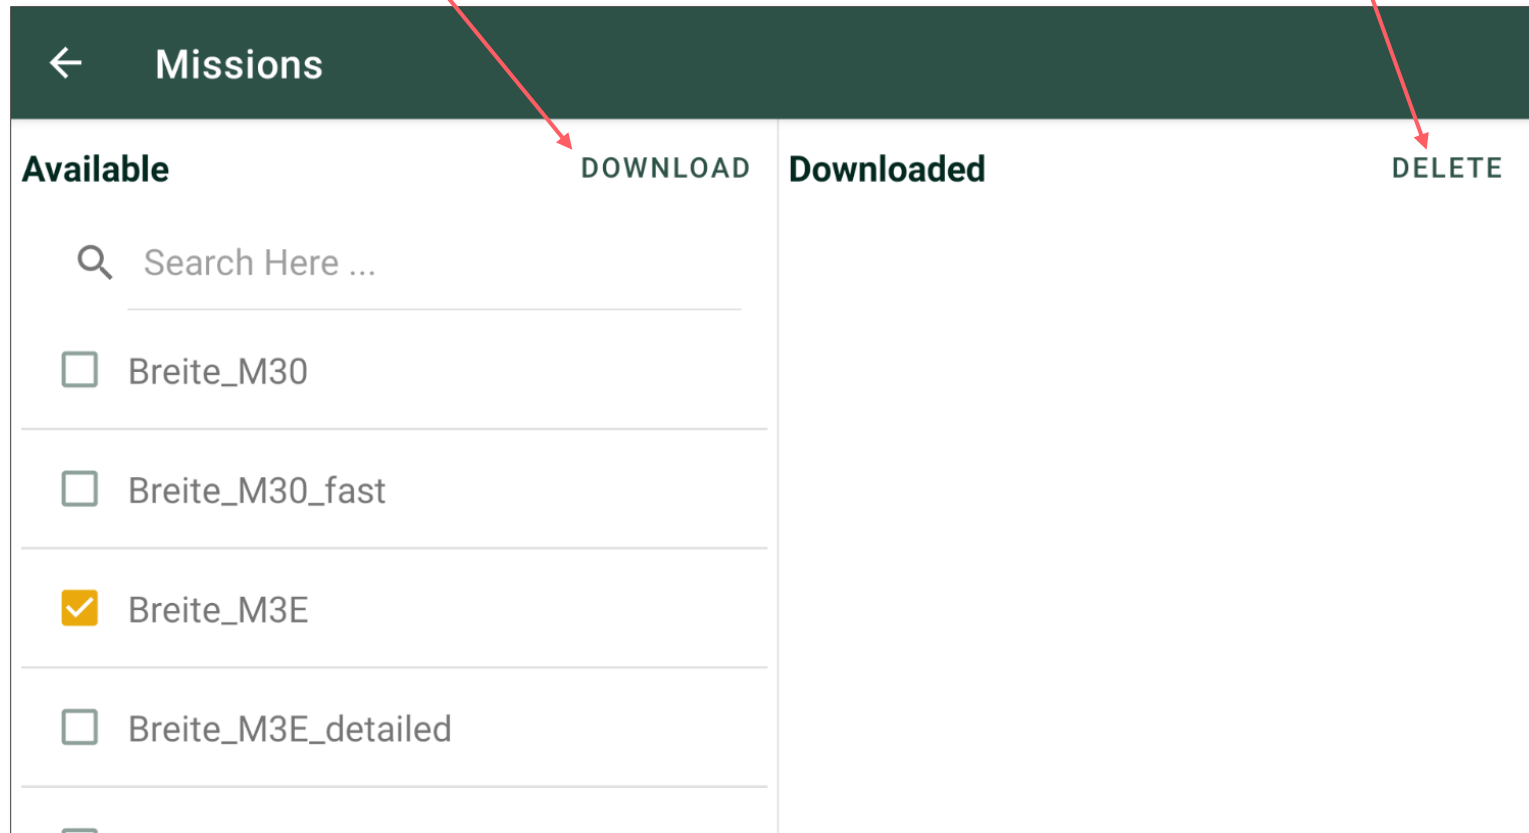 Missions
Available
DOWNLOAD
Downloaded
DELETE
Search Here ...
Breite_M30
Breite_M30_fast
Breite_M3E
Breite_M3E_detailed